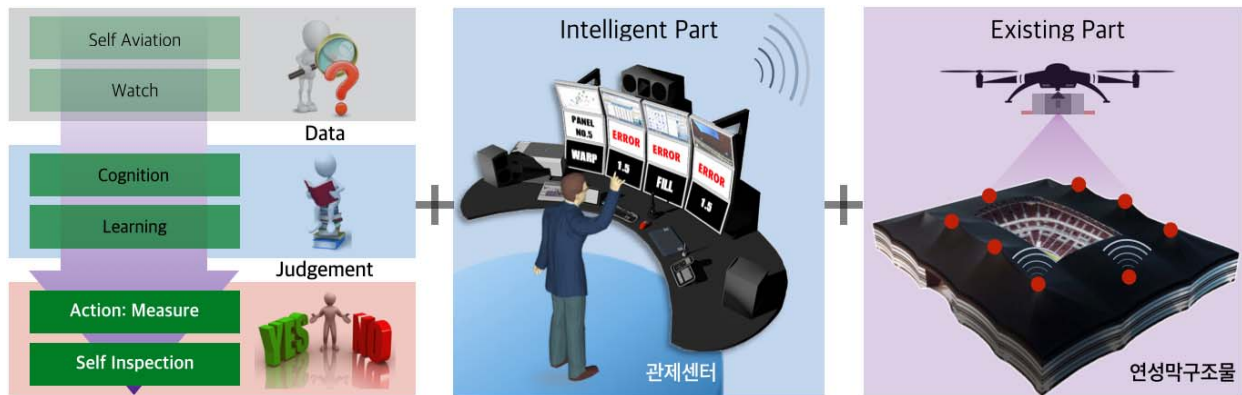 Self Aviation
Watch
Data
Cognition
Learning
Judgement
Action: Measure
Self Inspection
YES
NO
+
Intelligent Part
PANEL
NO.5
WARP
ERROR
1.5
ERROR
FILL
ERROR
1.5
관제센터
+
Existing Part
연성막구조물